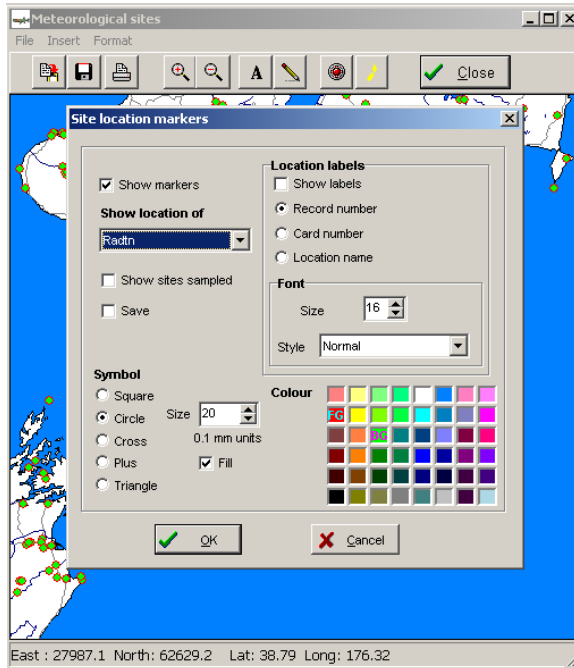 Meteorological sites
File Insert Format
A Close
Site location markers
Show markers
Show location of
Radtn
Show sites sampled
Save
Location labels
Show labels
Record number
Card number
Location name
Font
Size 16
Style Normal
Symbol
Square
Circle
Cross
Plus
Triangle
Size 20
0.1 mm units
Fill
Colour
FG
BG
OK Cancel
East : 27987.1 North: 62629.2 Lat: 38.79 Long: 176.32